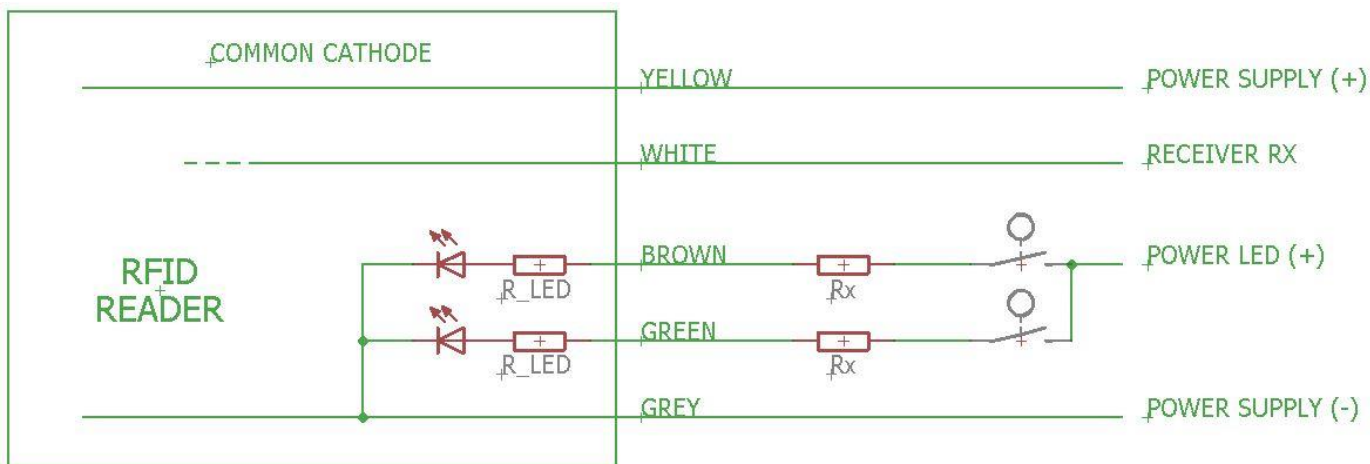 COMMON CATHODE
YELLOW
POWER SUPPLY (+)
WHITE
RECEIVER RX
BROWN
POWER LED (+)
RFID
READER
R_LED
Rx
GREEN
R_LED
Rx
GREY
POWER SUPPLY (-)